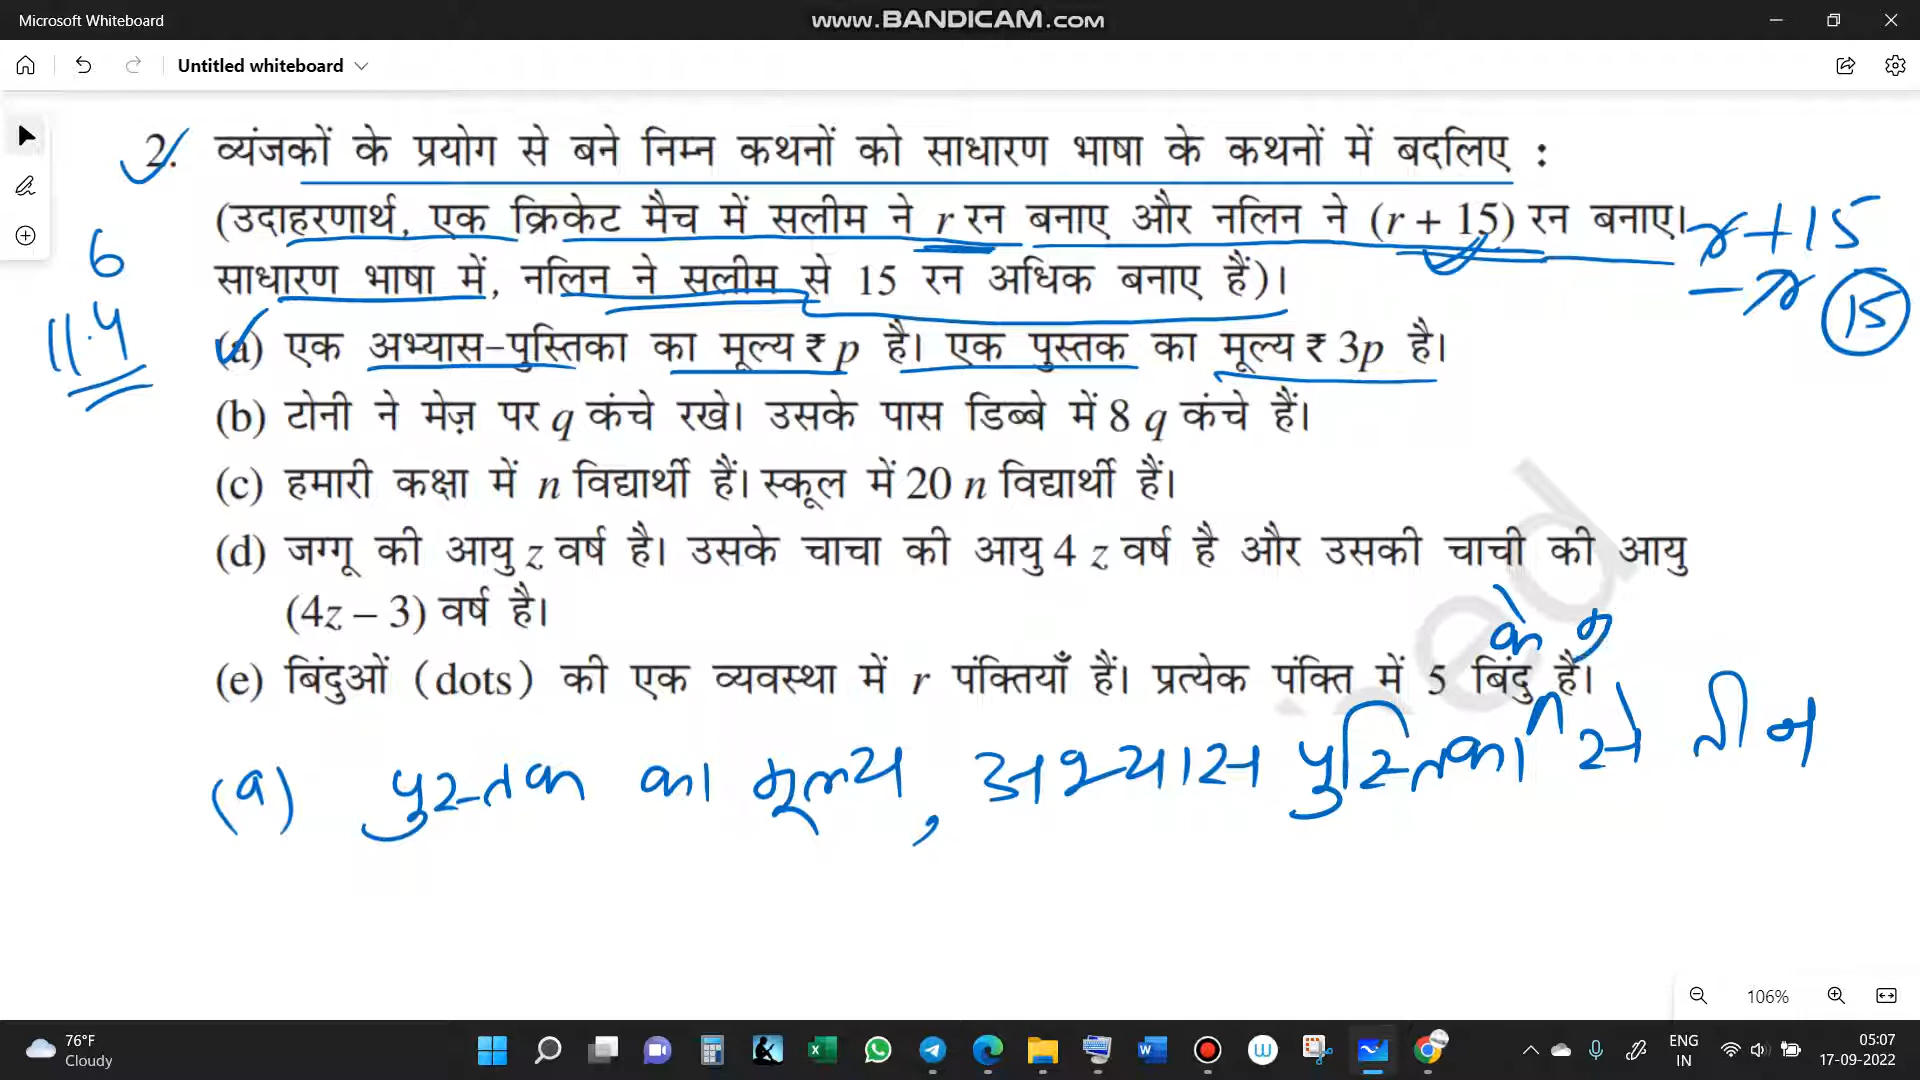 Microsoft Whiteboard
www.BANDICAM.com
Untitled whiteboard
2. व्यंजकों के प्रयोग से बने निम्न कथनों को साधारण भाषा के कथनों में बदलिए :
(उदाहरणार्थ, एक क्रिकेट मैच में सलीम ने r रन बनाए और नलिन ने (r + 15) रन बनाए।
r+15
6
साधारण भाषा में, नलिन ने सलीम से 15 रन अधिक बनाए हैं)।
-r 15
11.4
(a) एक अभ्यास-पुस्तिका का मूल्य ₹ p है। एक पुस्तक का मूल्य ₹ 3p है।
(b) टोनी ने मेज़ पर q कंचे रखे। उसके पास डिब्बे में 8 q कंचे हैं।
(c) हमारी कक्षा में n विद्यार्थी हैं। स्कूल में 20 n विद्यार्थी हैं।
(d) जग्गू की आयु z वर्ष है। उसके चाचा की आयु 4 z वर्ष है और उसकी चाची की आयु
(4z – 3) वर्ष है।
के
(e) बिंदुओं (dots) की एक व्यवस्था में r पंक्तियाँ हैं। प्रत्येक पंक्ति में 5 बिंदु हैं।
(a) पुस्तक का मूल्य , अभ्यास पुस्तिका से तीन
106%
76°F
Cloudy
ENG
IN
05:07
17-09-2022